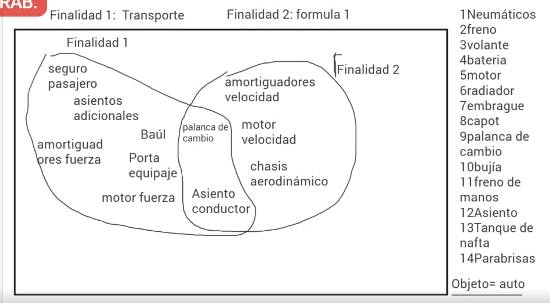 RAB.
Finalidad 1: Transporte
Finalidad 2: formula 1
Finalidad 1
Finalidad 2
seguro
pasajero
asientos
adicionales
Baúl
amortiguad
ores fuerza
Porta
equipaje
motor fuerza
palanca de
cambio
Asiento
conductor
amortiguadores
velocidad
motor
velocidad
chasis
aerodinámico
1Neumáticos
2freno
3volante
4bateria
5motor
6radiador
7embrague
8capot
9palanca de
cambio
10bujía
11freno de
manos
12Asiento
13Tanque de
nafta
14Parabrisas
Objeto= auto